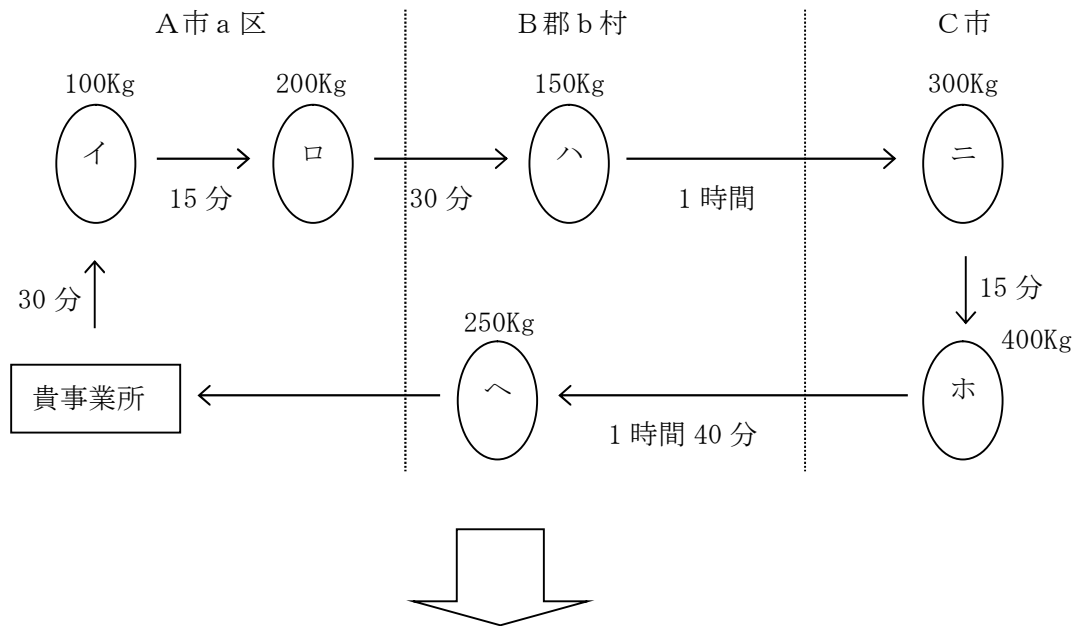 A市a区 B郡b村 C市
100Kg 200Kg 150Kg 300Kg
イ ロ ハ ニ
15分 30分 1時間
30分 15分
250Kg 400Kg
貴事業所 ヘ ホ
1時間40分